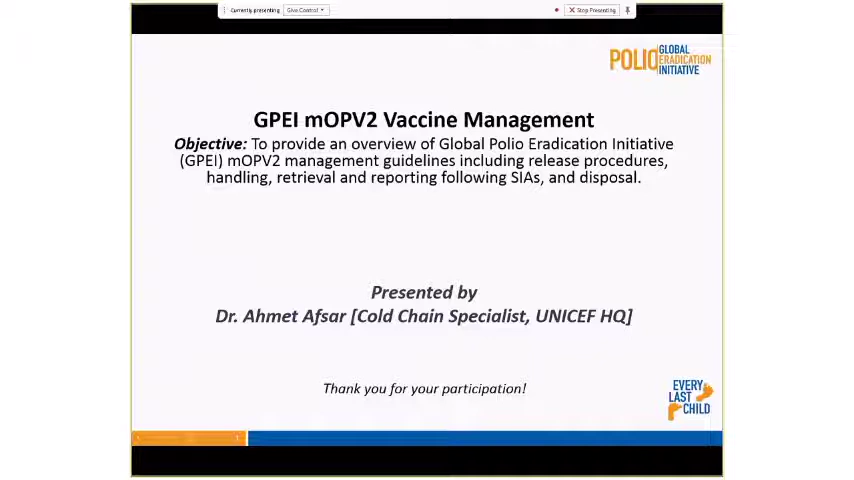 Currently presenting Give Control Stop Presenting
POLIO GLOBAL
ERADICATION
INITIATIVE
GPEI mOPV2 Vaccine Management
Objective: To provide an overview of Global Polio Eradication Initiative
(GPEI) mOPV2 management guidelines including release procedures,
handling, retrieval and reporting following SIAs, and disposal.
Presented by
Dr. Ahmet Afsar [Cold Chain Specialist, UNICEF HQ]
Thank you for your participation!
EVERY
LAST
CHILD